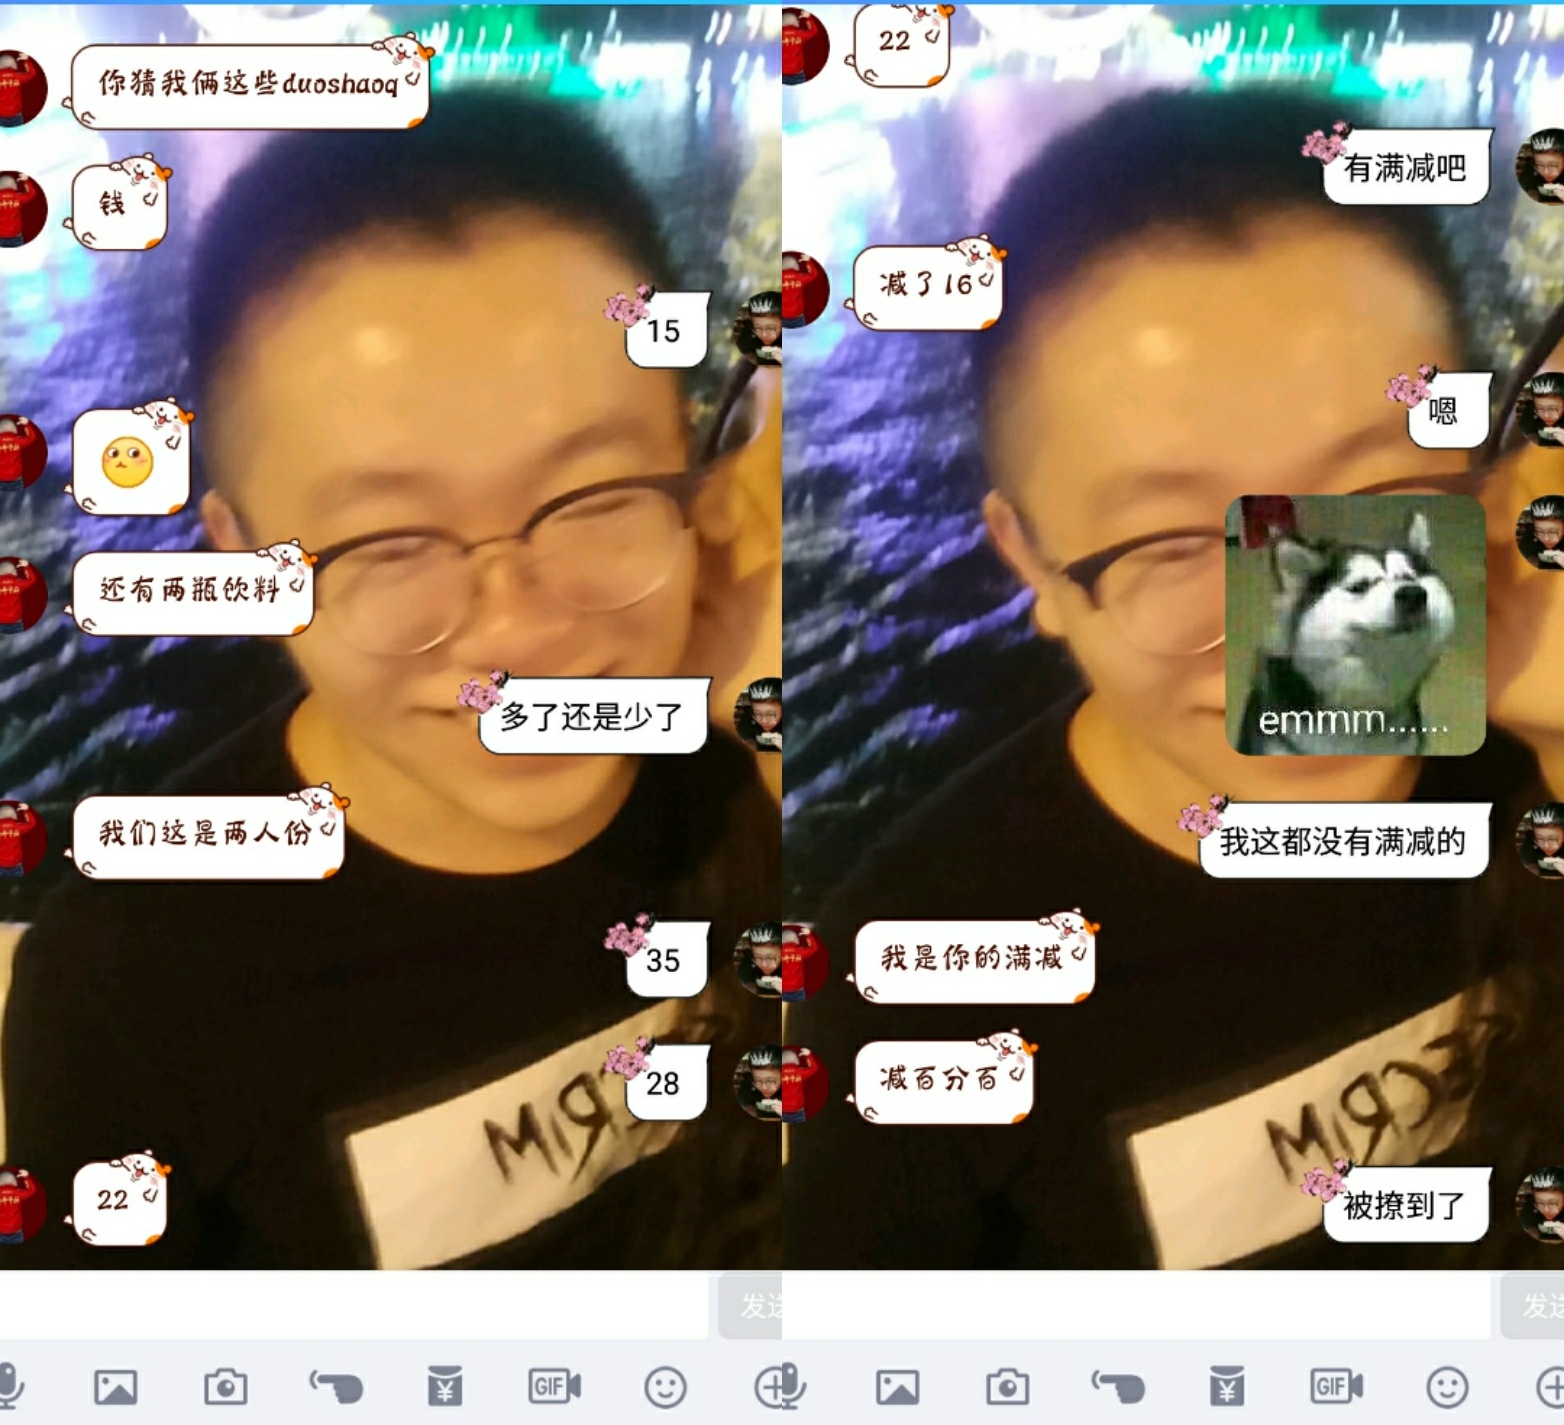 你猜我俩这些duoshaoq
钱
15
还有两瓶饮料
多了还是少了
我们这是两人份
35
28
22
发送
GIF
22
有满减吧
减了16
嗯
emmm......
我这都没有满减的
我是你的满减
减百分百
被撩到了
发送
GIF